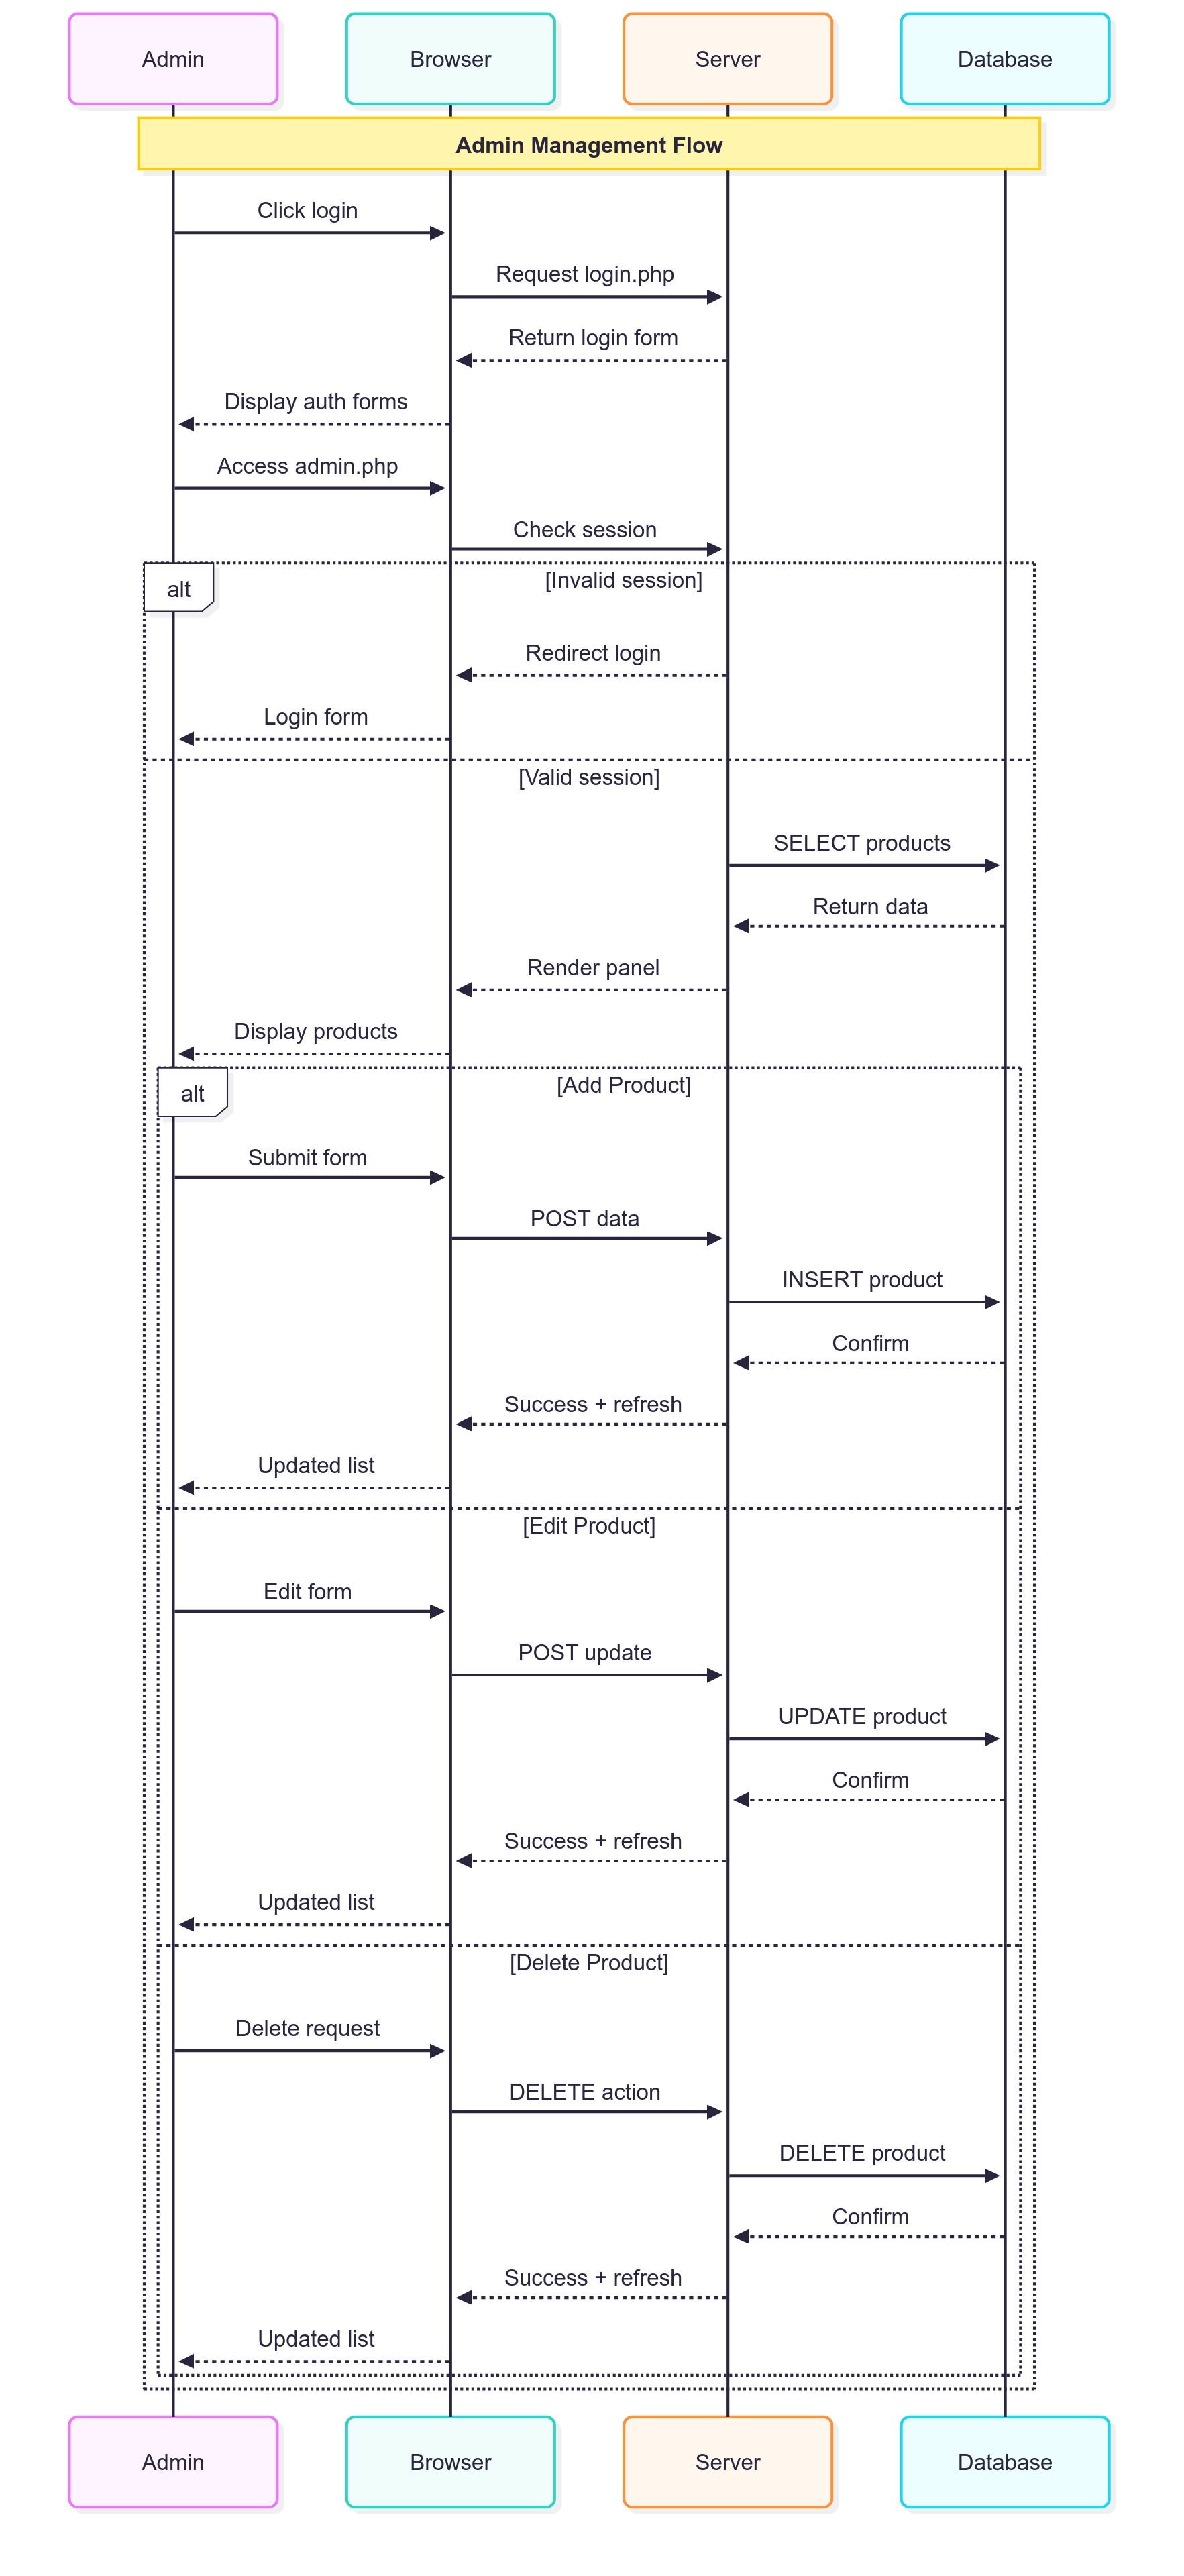 Admin
Browser
Server
Database
Admin Management Flow
Click login
Request login.php
Return login form
Display auth forms
Access admin.php
Check session
alt
[Invalid session]
Redirect login
Login form
[Valid session]
SELECT products
Return data
Render panel
Display products
alt
[Add Product]
Submit form
POST data
INSERT product
Confirm
Success + refresh
Updated list
[Edit Product]
Edit form
POST update
UPDATE product
Confirm
Success + refresh
Updated list
[Delete Product]
Delete request
DELETE action
DELETE product
Confirm
Success + refresh
Updated list
Admin
Browser
Server
Database